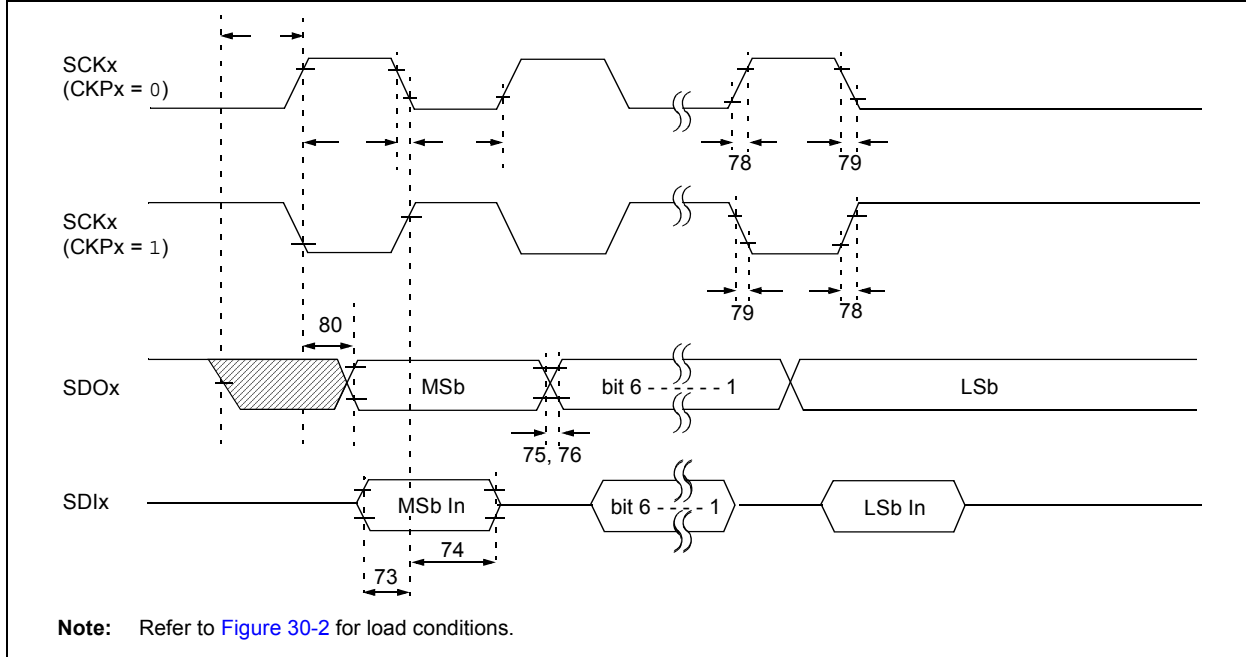 SCKx
(CKPx = 0)
78
79
SCKx
(CKPx = 1)
79
78
80
SDOx
MSb
bit 6 - - - - - - 1
LSb
75, 76
SDIx
MSb In
bit 6 - - - - 1
LSb In
74
73
Note: Refer to Figure 30-2 for load conditions.